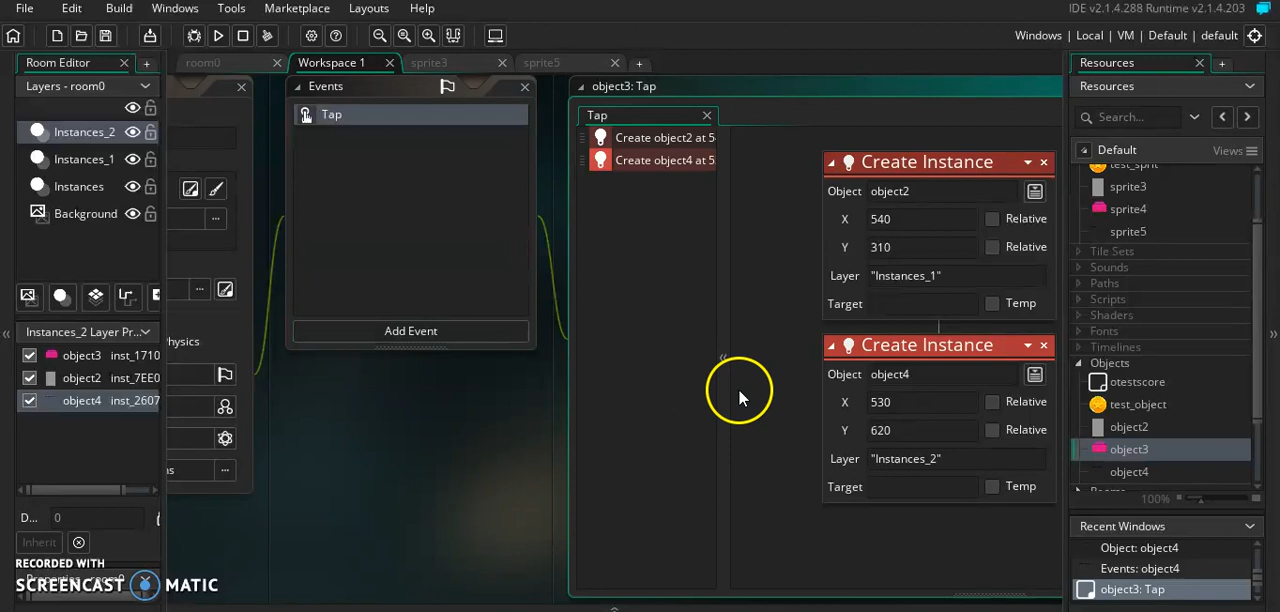 File Edit Build Windows Tools Marketplace Layouts Help IDE v2.1.4.288 Runtime v2.1.4.203
Windows | Local | VM | Default | default
Room Editor
room0 Workspace 1 sprite3 sprite5
Resources
Layers - room0
Instances_2
Instances_1
Instances
Background
Instances_2 Layer Pr...
object3 inst_1710
object2 inst_7EE0
object4 inst_2607
D... 0
Inherit
Properties - room0
RECORDED WITH
SCREENCAST MATIC
Physics
Events
Tap
Add Event
object3: Tap
Tap
Create object2 at 54
Create object4 at 5
Create Instance
Object object2
X 540 Relative
Y 310 Relative
Layer "Instances_1"
Target Temp
Create Instance
Object object4
X 530 Relative
Y 620 Relative
Layer "Instances_2"
Target Temp
Resources
Search...
Default Views
test_sprit
sprite3
sprite4
sprite5
Tile Sets
Sounds
Paths
Scripts
Shaders
Fonts
Timelines
Objects
otestscore
test_object
object2
object3
object4
100%
Recent Windows
Object: object4
Events: object4
object3: Tap